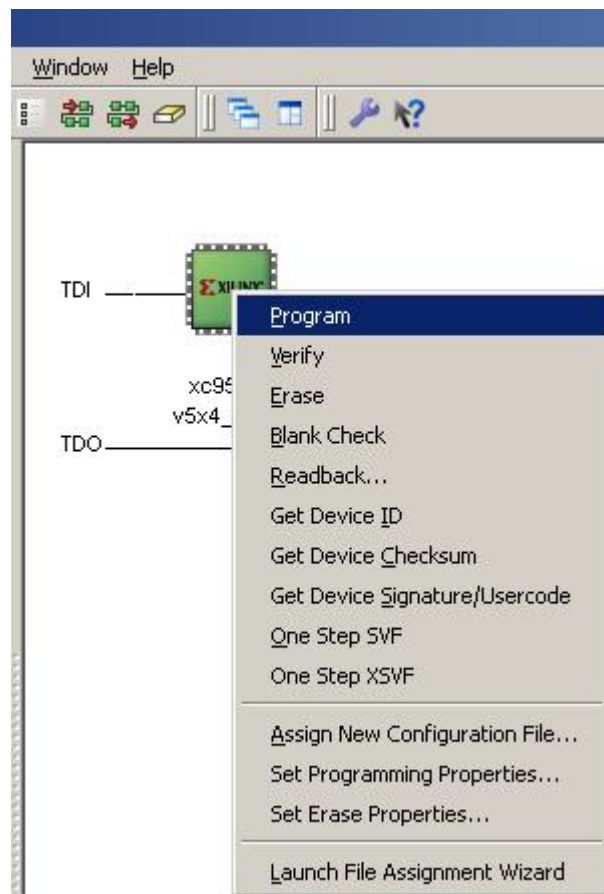 Window Help
TDI
Program
Verify
Erase
xc95
Blank Check
v5x4_
TDO
Readback...
Get Device ID
Get Device Checksum
Get Device Signature/Usercode
One Step SVF
One Step XSVF
Assign New Configuration File...
Set Programming Properties...
Set Erase Properties...
Launch File Assignment Wizard